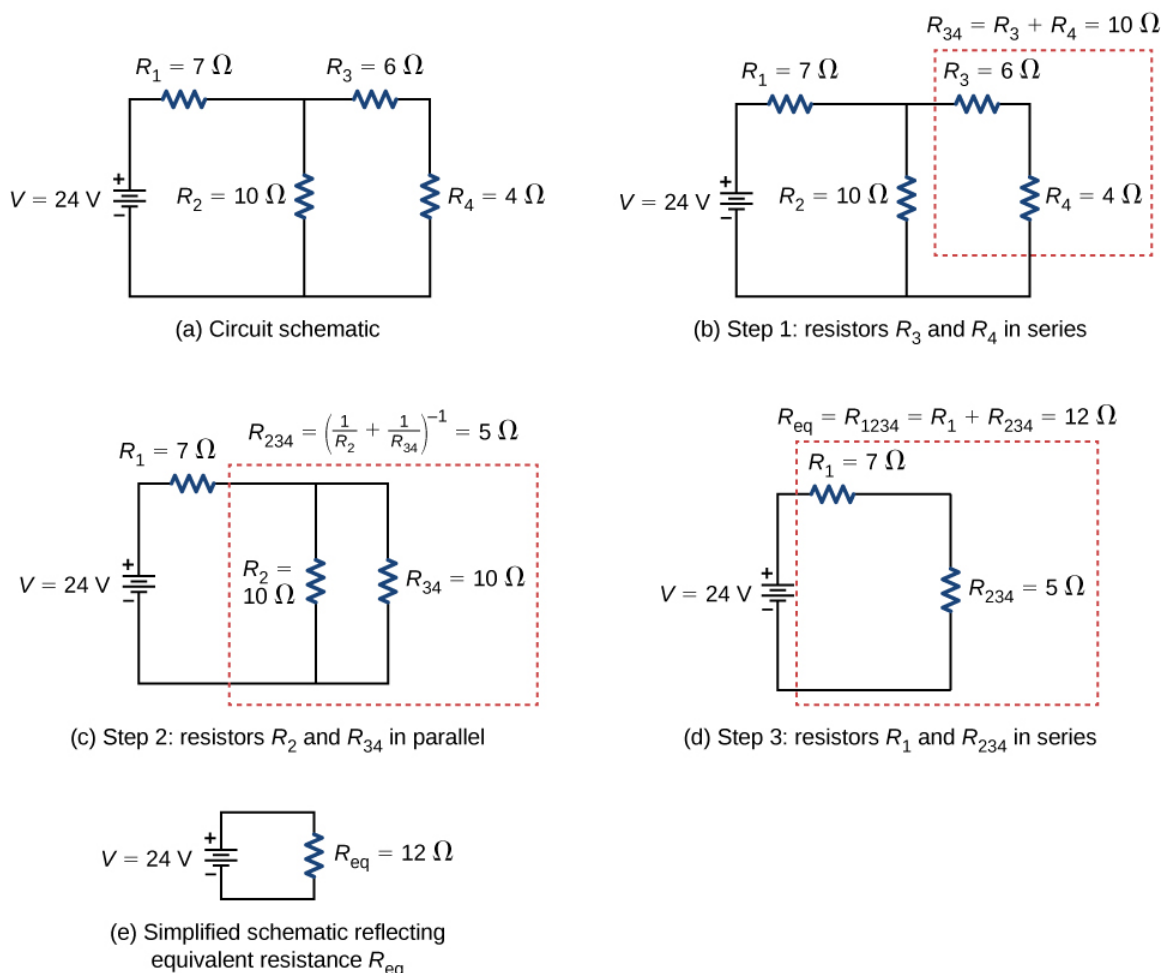 R1 = 7 Ω
R3 = 6 Ω
V = 24 V
+
−
R2 = 10 Ω
R4 = 4 Ω
(a) Circuit schematic
R34 = R3 + R4 = 10 Ω
R1 = 7 Ω
R3 = 6 Ω
V = 24 V
+
−
R2 = 10 Ω
R4 = 4 Ω
(b) Step 1: resistors R3 and R4 in series
R234 = (1/R2 + 1/R34)^−1 = 5 Ω
R1 = 7 Ω
V = 24 V
+
−
R2 =
10 Ω
R34 = 10 Ω
(c) Step 2: resistors R2 and R34 in parallel
Req = R1234 = R1 + R234 = 12 Ω
R1 = 7 Ω
V = 24 V
+
−
R234 = 5 Ω
(d) Step 3: resistors R1 and R234 in series
V = 24 V
+
−
Req = 12 Ω
(e) Simplified schematic reflecting
equivalent resistance Req